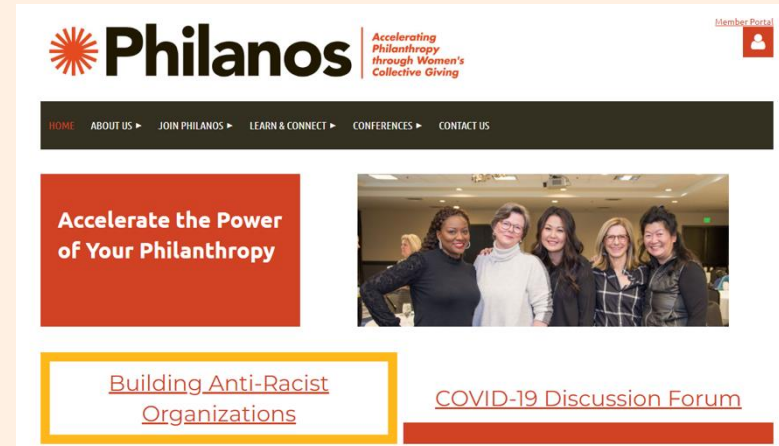 Member Portal
Philanos
Accelerating
Philanthropy
through Women's
Collective Giving
HOME ABOUT US ► JOIN PHILANOS ► LEARN & CONNECT ► CONFERENCES ► CONTACT US
Accelerate the Power
of Your Philanthropy
Building Anti-Racist
Organizations
COVID-19 Discussion Forum